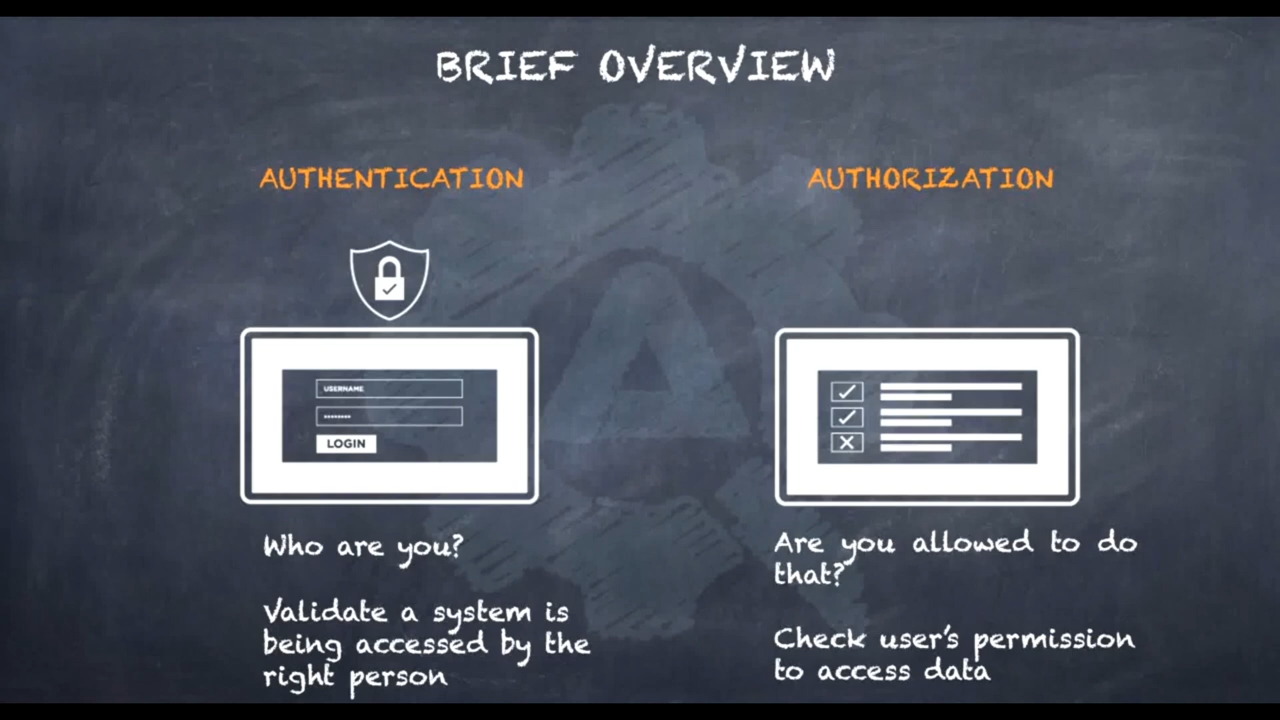 BRIEF OVERVIEW
AUTHENTICATION
USERNAME
••••••••
LOGIN
Who are you?
Validate a system is
being accessed by the
right person
AUTHORIZATION
Are you allowed to do
that?
Check user's permission
to access data